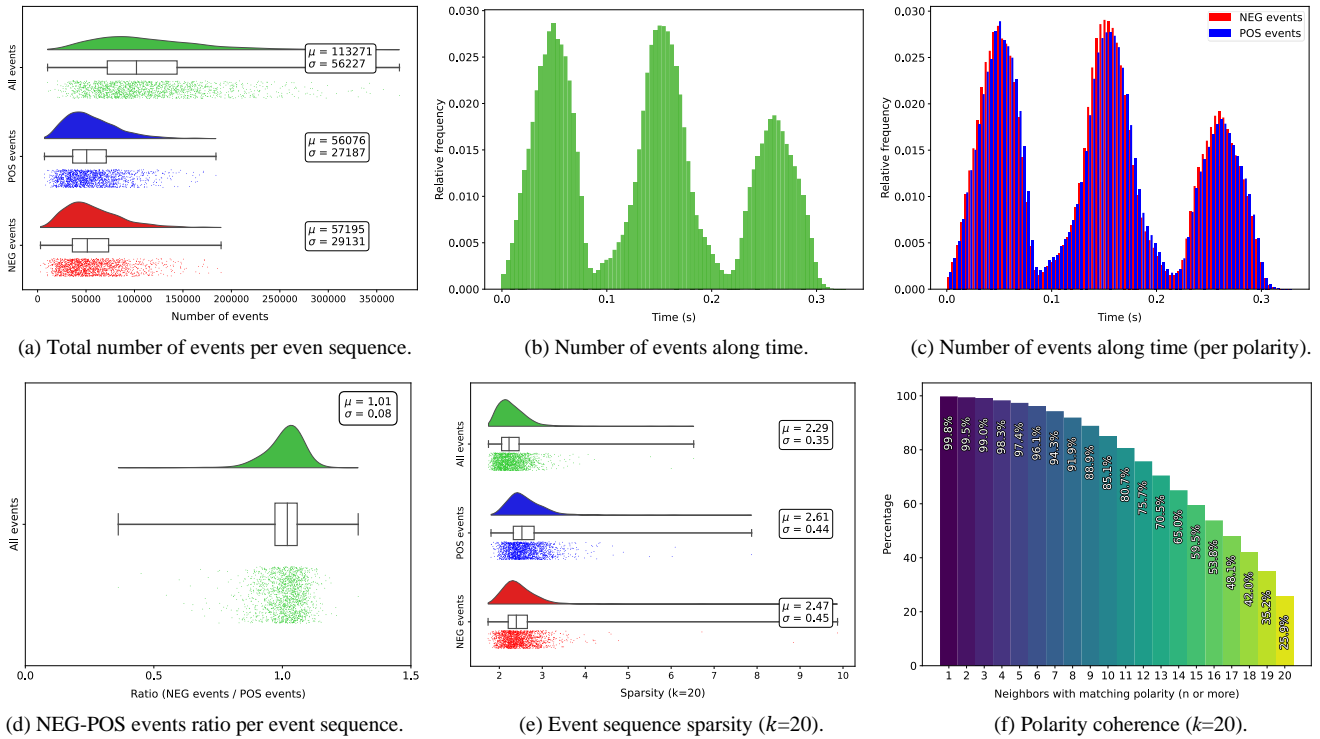 All events
POS events
NEG events
μ = 113271
σ = 56227
μ = 56076
σ = 27187
μ = 57195
σ = 29131
0 50000 100000 150000 200000 250000 300000 350000
Number of events
(a) Total number of events per even sequence.
Relative frequency
0.030
0.025
0.020
0.015
0.010
0.005
0.000
0.0 0.1 0.2 0.3
Time (s)
(b) Number of events along time.
Relative frequency
0.030
0.025
0.020
0.015
0.010
0.005
0.000
NEG events
POS events
0.0 0.1 0.2 0.3
Time (s)
(c) Number of events along time (per polarity).
All events
μ = 1.01
σ = 0.08
0.0 0.5 1.0 1.5
Ratio (NEG events / POS events)
(d) NEG-POS events ratio per event sequence.
All events
POS events
NEG events
μ = 2.29
σ = 0.35
μ = 2.61
σ = 0.44
μ = 2.47
σ = 0.45
2 3 4 5 6 7 8 9 10
Sparsity (k=20)
(e) Event sequence sparsity (k=20).
Percentage
100
80
60
40
20
0
99.8%
99.5%
99.0%
98.3%
97.4%
96.1%
94.3%
91.9%
88.9%
85.1%
80.7%
75.7%
70.5%
65.0%
59.5%
53.8%
48.1%
42.0%
35.2%
25.9%
1 2 3 4 5 6 7 8 9 10 11 12 13 14 15 16 17 18 19 20
Neighbors with matching polarity (n or more)
(f) Polarity coherence (k=20).